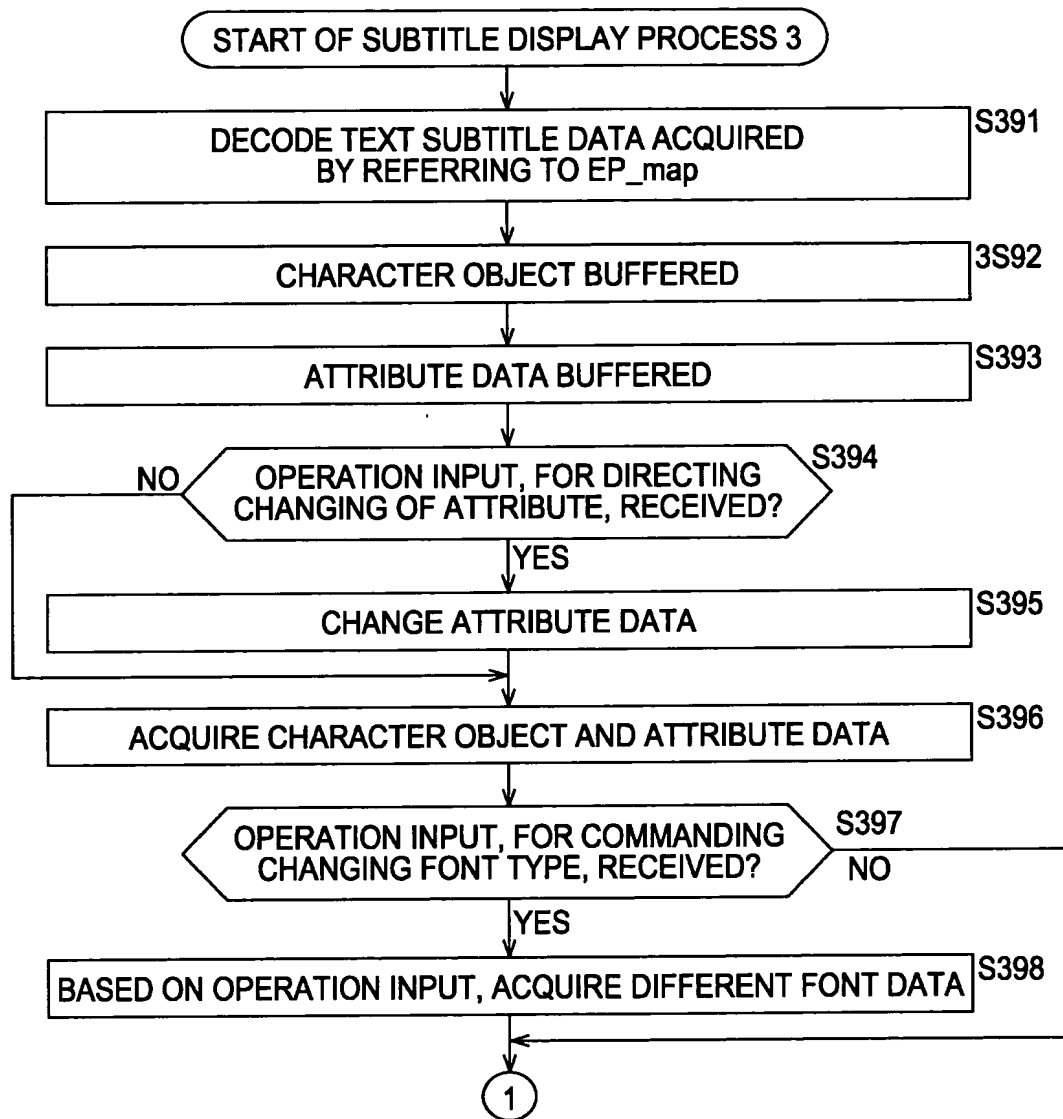 START OF SUBTITLE DISPLAY PROCESS 3
S391
DECODE TEXT SUBTITLE DATA ACQUIRED
BY REFERRING TO EP_map
3S92
CHARACTER OBJECT BUFFERED
S393
ATTRIBUTE DATA BUFFERED
S394
NO
OPERATION INPUT, FOR DIRECTING
CHANGING OF ATTRIBUTE, RECEIVED?
YES
S395
CHANGE ATTRIBUTE DATA
S396
ACQUIRE CHARACTER OBJECT AND ATTRIBUTE DATA
S397
OPERATION INPUT, FOR COMMANDING
CHANGING FONT TYPE, RECEIVED?
NO
YES
S398
BASED ON OPERATION INPUT, ACQUIRE DIFFERENT FONT DATA
1